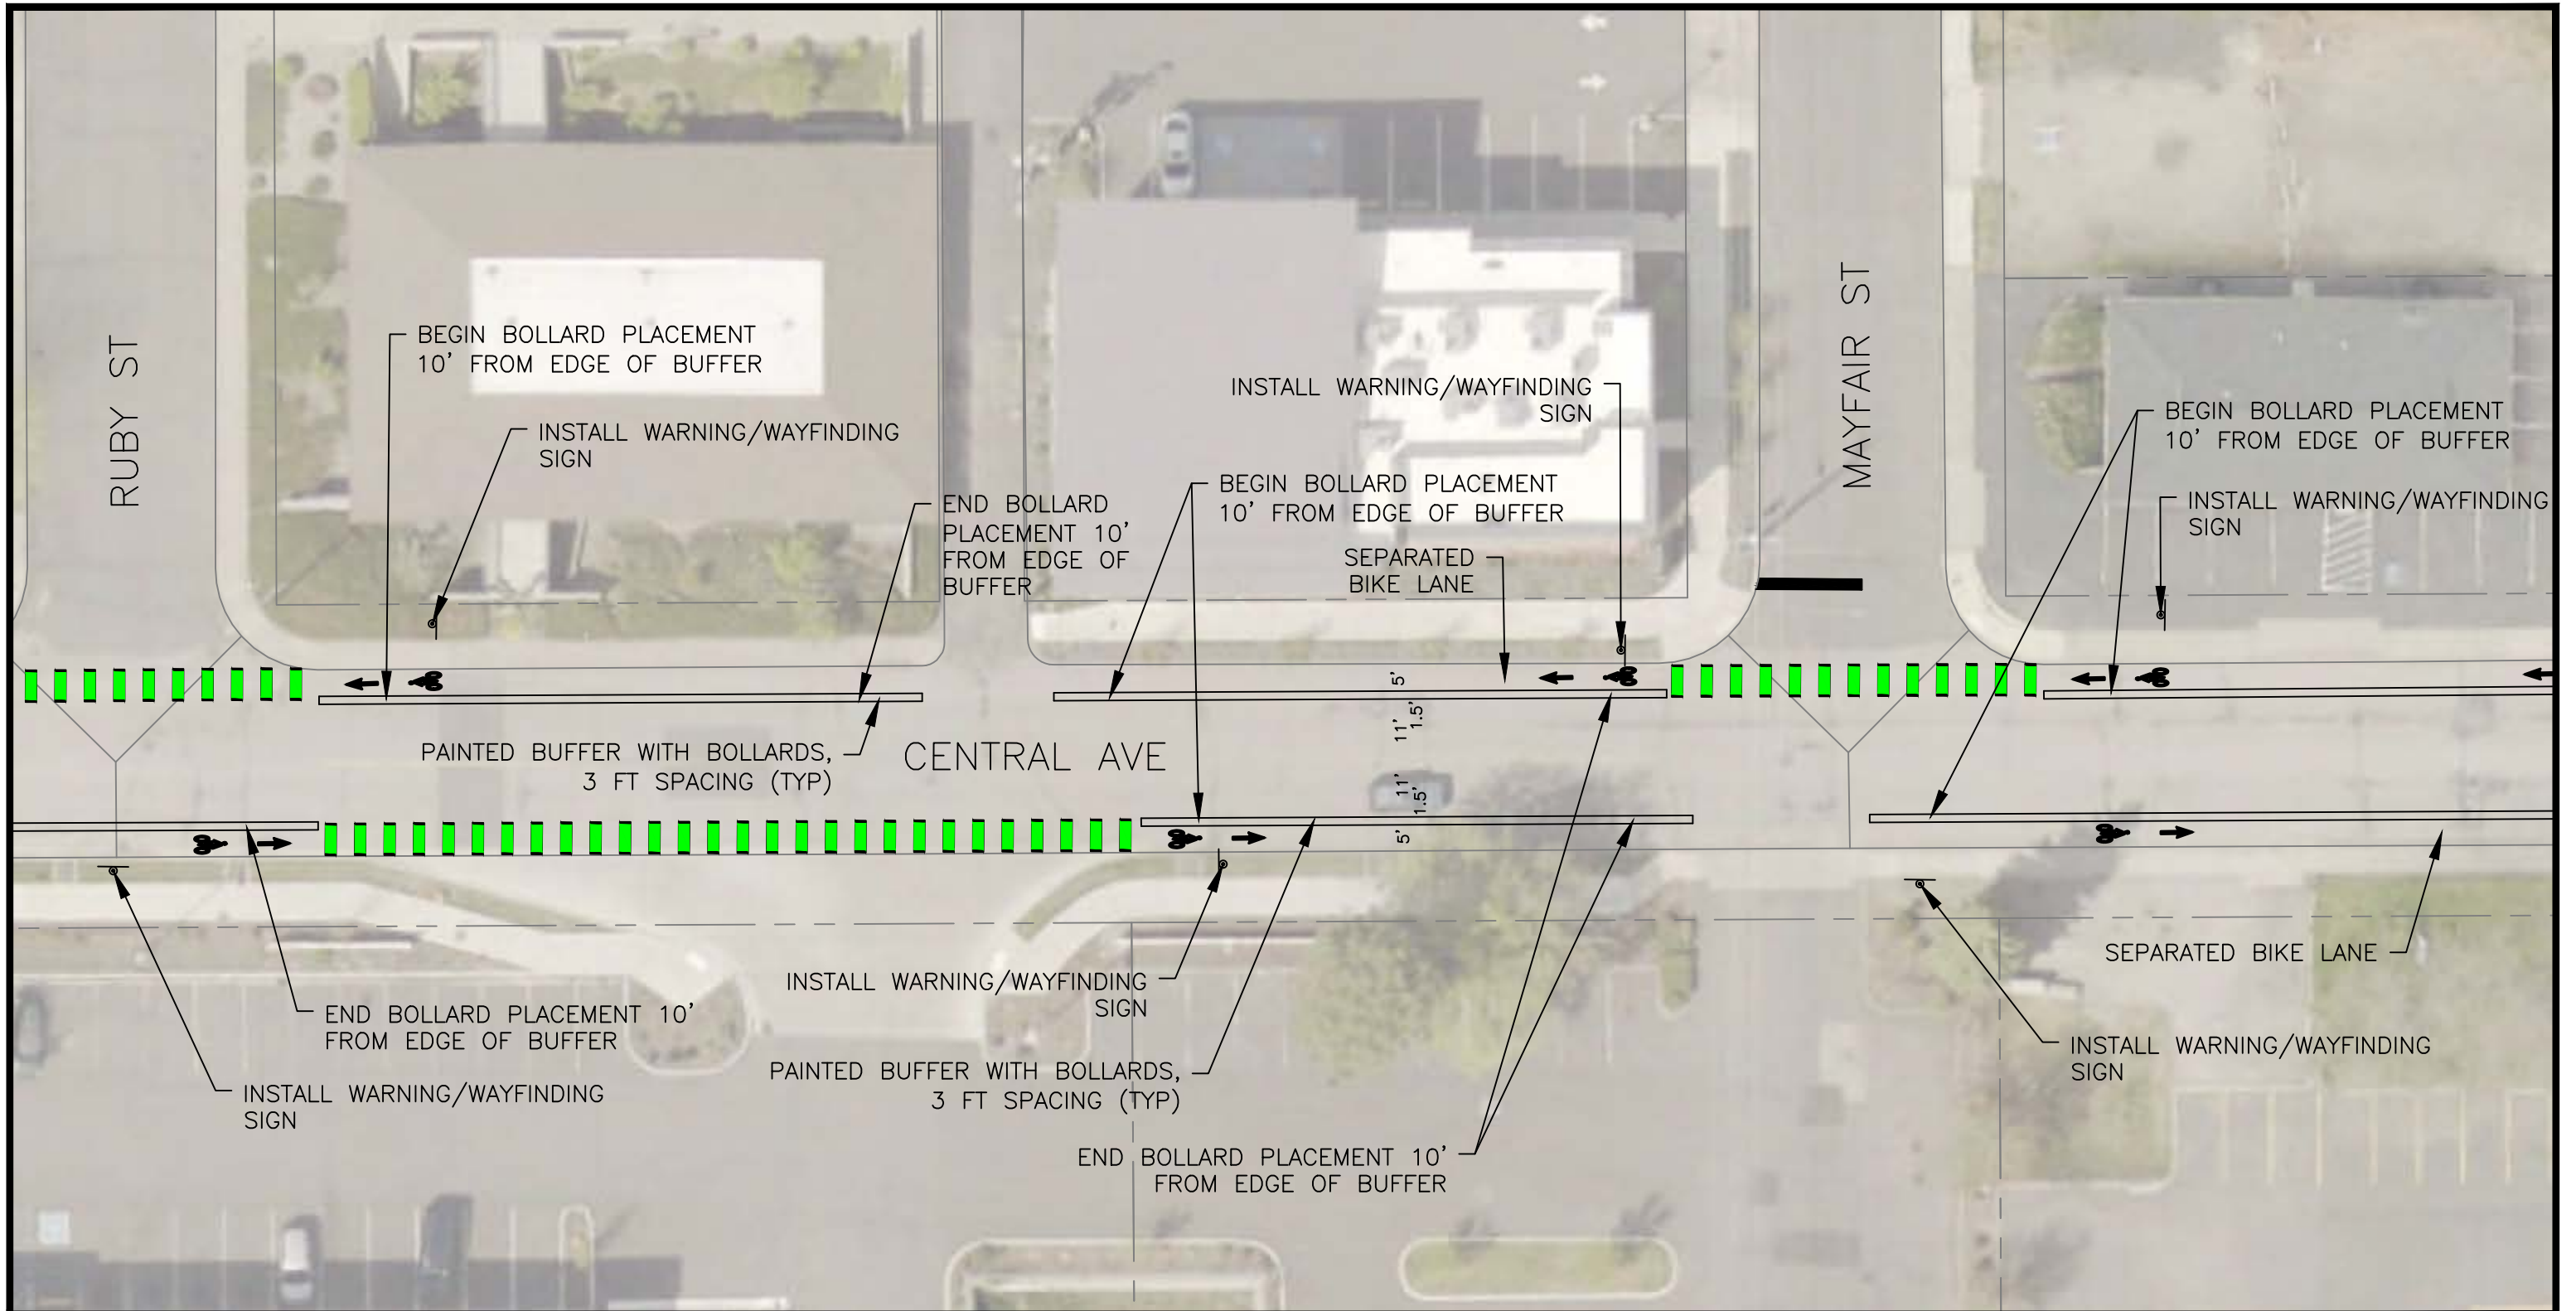 RUBY ST
BEGIN BOLLARD PLACEMENT
10' FROM EDGE OF BUFFER
INSTALL WARNING/WAYFINDING
SIGN
END BOLLARD
PLACEMENT 10'
FROM EDGE OF
BUFFER
INSTALL WARNING/WAYFINDING
SIGN
BEGIN BOLLARD PLACEMENT
10' FROM EDGE OF BUFFER
SEPARATED
BIKE LANE
MAYFAIR ST
BEGIN BOLLARD PLACEMENT
10' FROM EDGE OF BUFFER
INSTALL WARNING/WAYFINDING
SIGN
PAINTED BUFFER WITH BOLLARDS,
3 FT SPACING (TYP)
CENTRAL AVE
5'
1.5'
11'
11'
1.5'
5'
END BOLLARD PLACEMENT 10'
FROM EDGE OF BUFFER
INSTALL WARNING/WAYFINDING
SIGN
INSTALL WARNING/WAYFINDING
SIGN
PAINTED BUFFER WITH BOLLARDS,
3 FT SPACING (TYP)
END BOLLARD PLACEMENT 10'
FROM EDGE OF BUFFER
SEPARATED BIKE LANE
INSTALL WARNING/WAYFINDING
SIGN